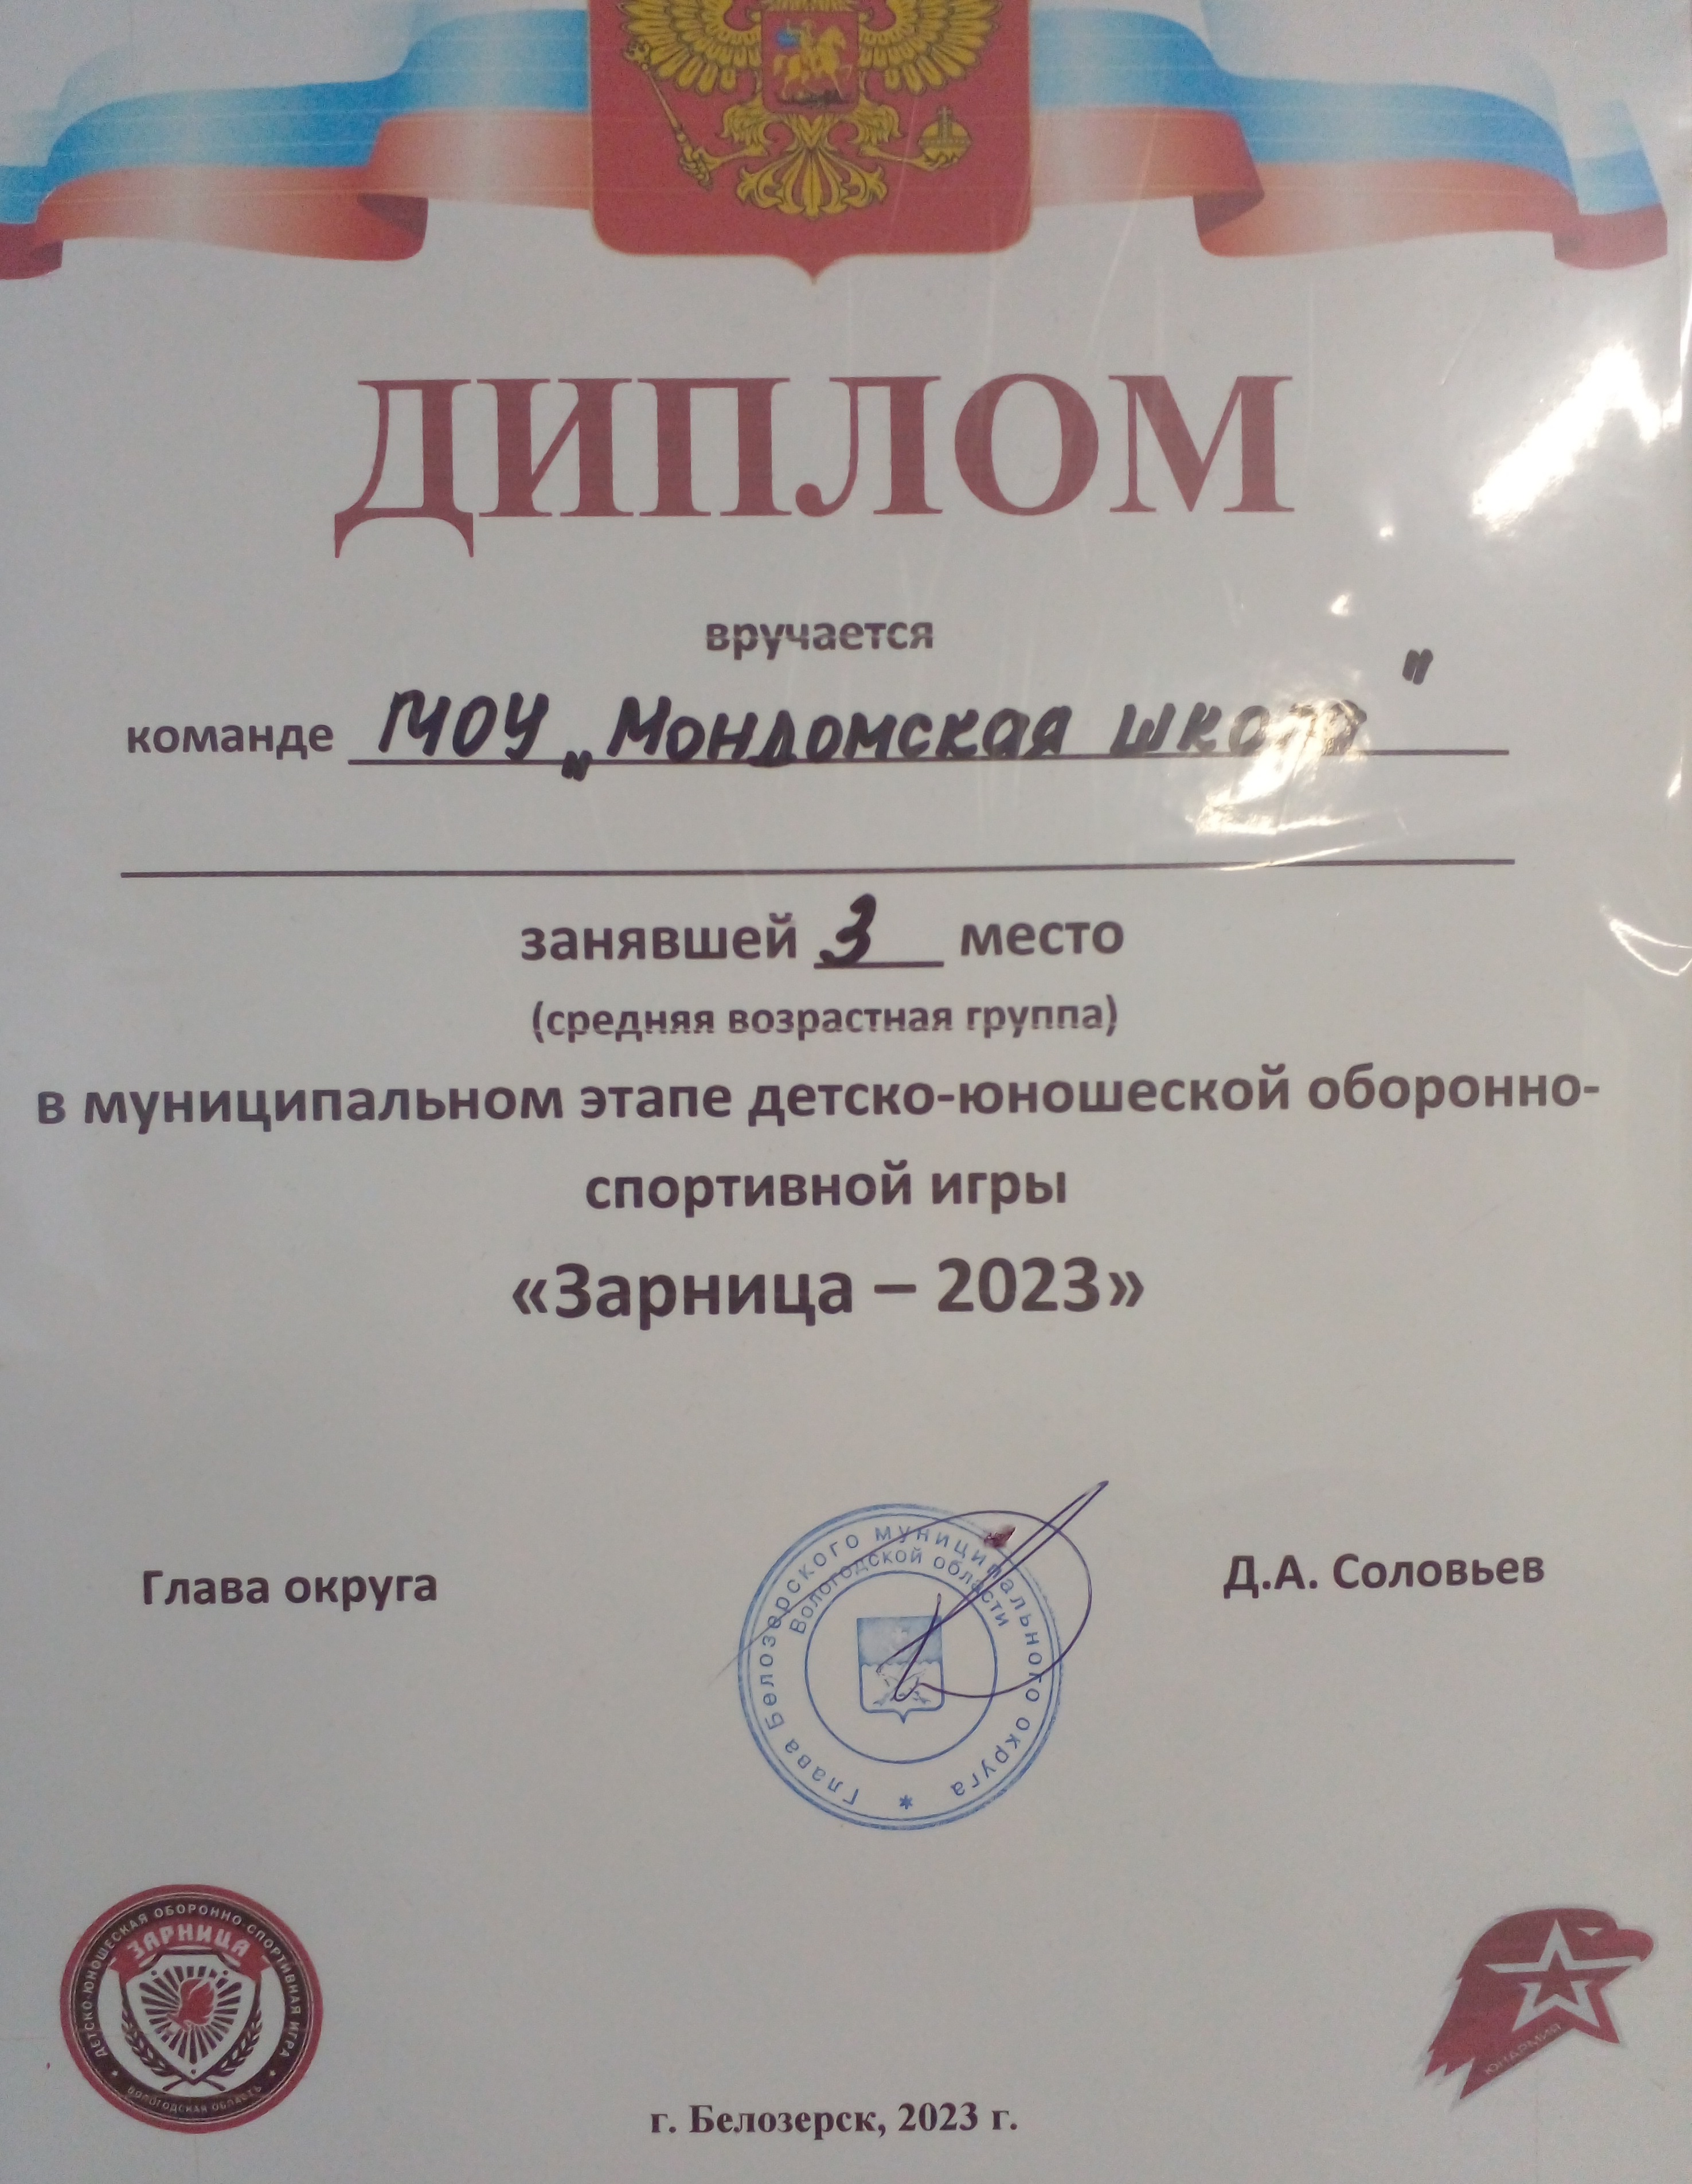 ДИПЛОМ
вручается
команде МОУ „Мондомская школа"
занявшей 3 место
(средняя возрастная группа)
в муниципальном этапе детско-юношеской оборонно-
спортивной игры
«Зарница – 2023»
Глава округа
Глава Белозерского муниципального округа
Вологодской области
Д.А. Соловьев
ДЕТСКО-ЮНОШЕСКАЯ ОБОРОННО-СПОРТИВНАЯ ИГРА
ЗАРНИЦА
ВОЛОГОДСКАЯ ОБЛАСТЬ
ЮНАРМИЯ
г. Белозерск, 2023 г.